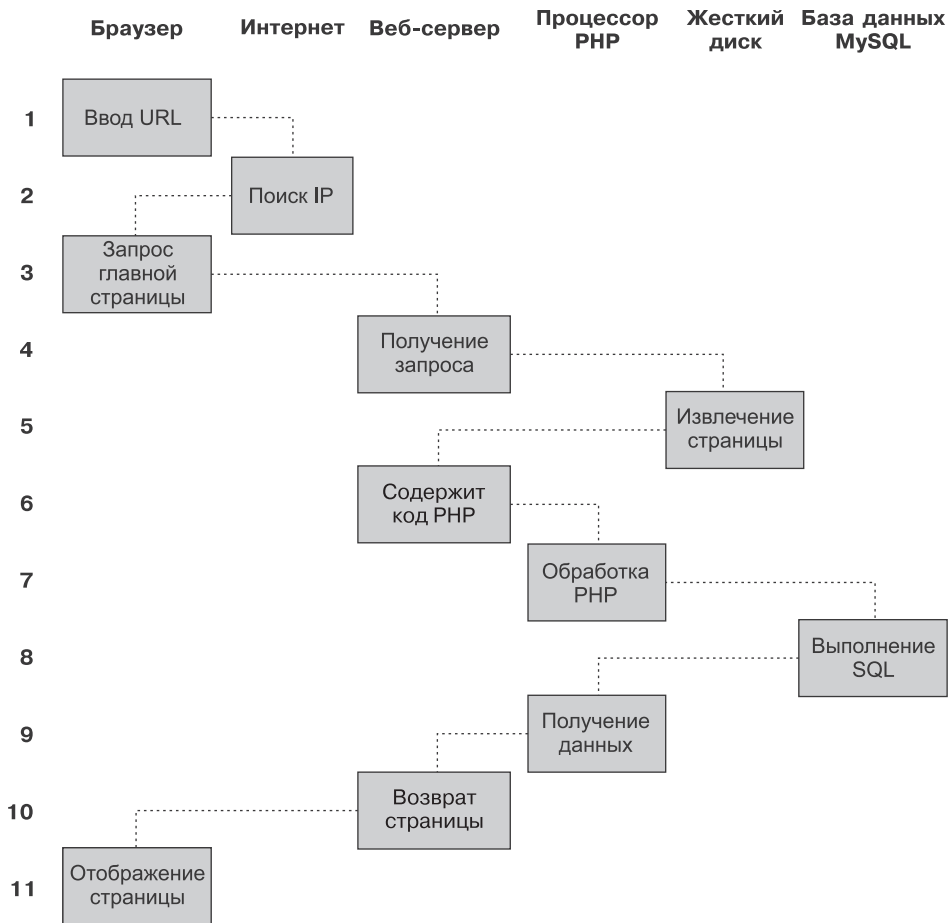 Браузер
Интернет
Веб-сервер
Процессор
PHP
Жесткий
диск
База данных
MySQL
1
Ввод URL
2
Поиск IP
3
Запрос
главной
страницы
4
Получение
запроса
5
Извлечение
страницы
6
Содержит
код PHP
7
Обработка
PHP
8
Выполнение
SQL
9
Получение
данных
10
Возврат
страницы
11
Отображение
страницы